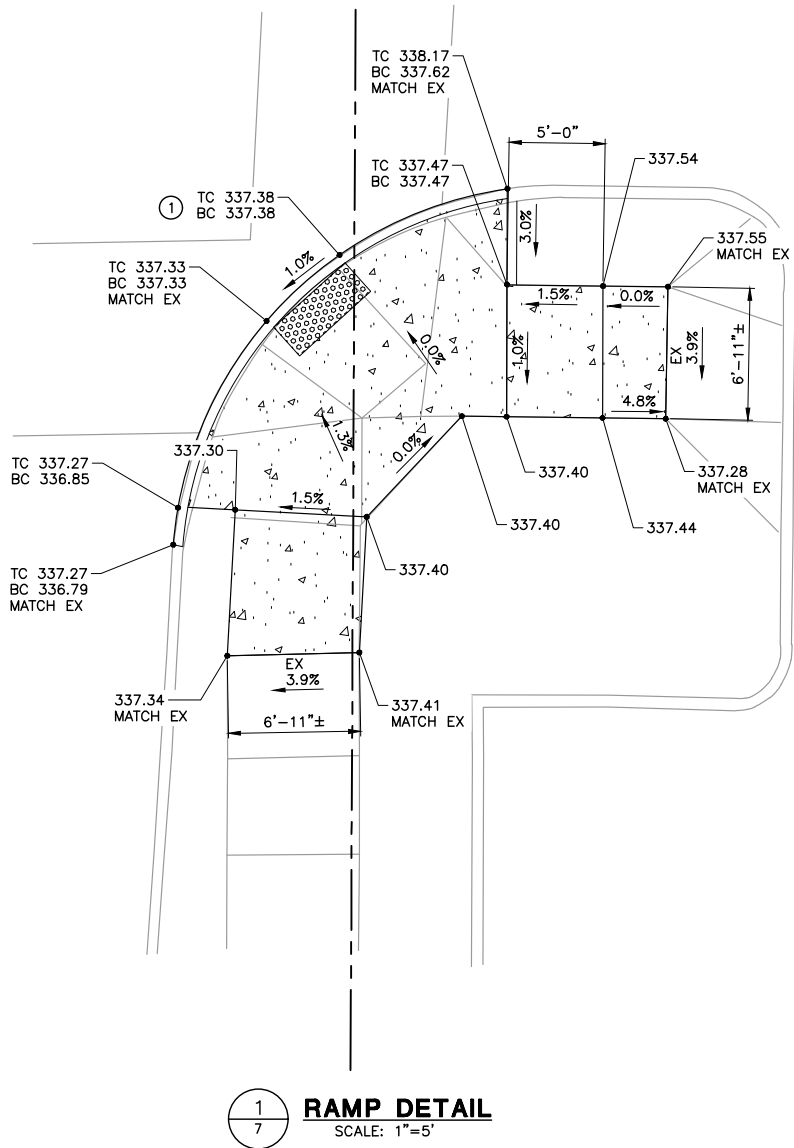 TC 338.17
BC 337.62
MATCH EX
5'-0"
TC 337.47
BC 337.47
337.54
1
TC 337.38
BC 337.38
3.0%
337.55
MATCH EX
1.0%
TC 337.33
BC 337.33
MATCH EX
1.5%
0.0%
0.0%
1.0%
EX
3.9%
6'-11"±
4.8%
1.3%
0.0%
337.30
TC 337.27
BC 336.85
337.40
337.28
MATCH EX
1.5%
337.40
337.44
TC 337.27
BC 336.79
MATCH EX
337.40
EX
3.9%
337.34
MATCH EX
337.41
MATCH EX
6'-11"±
1
7
RAMP DETAIL
SCALE: 1"=5'